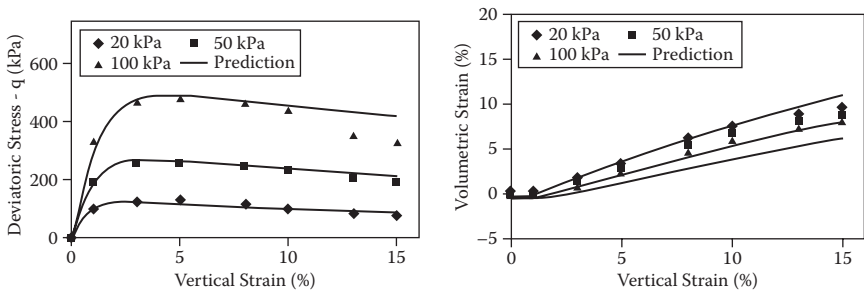 Deviatoric Stress - q (kPa)
600
400
200
0
0
5
10
15
Vertical Strain (%)
20 kPa
50 kPa
100 kPa
Prediction
Volumetric Strain (%)
20
15
10
5
0
−5
0
5
10
15
Vertical Strain (%)
20 kPa
50 kPa
100 kPa
Prediction